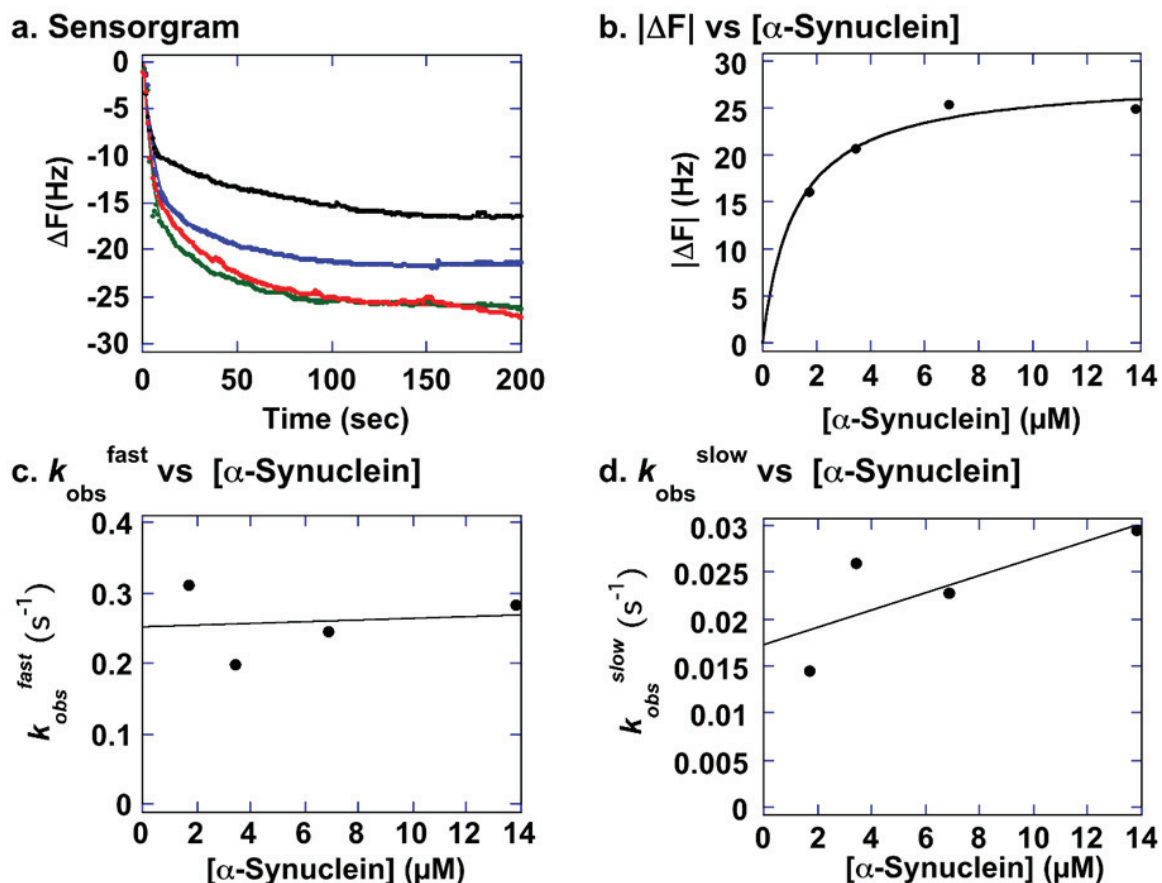 a. Sensorgram
0
-5
-10
-15
-20
-25
-30
ΔF(Hz)
0 50 100 150 200
Time (sec)
b. |ΔF| vs [α-Synuclein]
30
25
20
15
10
5
0
|ΔF| (Hz)
0 2 4 6 8 10 12 14
[α-Synuclein] (µM)
c. k_obs^fast vs [α-Synuclein]
0.4
0.3
0.2
0.1
0
k_obs^fast (s⁻¹)
0 2 4 6 8 10 12 14
[α-Synuclein] (µM)
d. k_obs^slow vs [α-Synuclein]
0.03
0.025
0.02
0.015
0.01
0.005
0
k_obs^slow (s⁻¹)
0 2 4 6 8 10 12 14
[α-Synuclein] (µM)